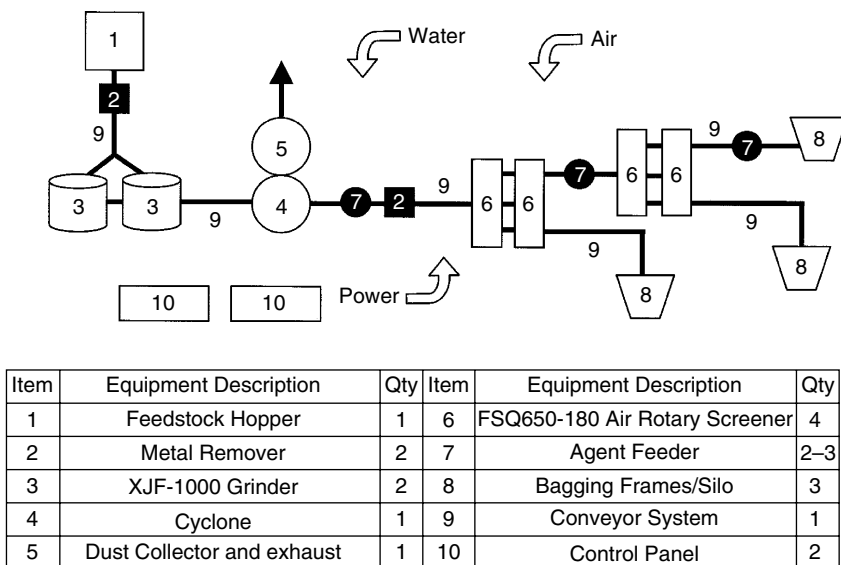 Water
Air
1
2
9
5
3
3
9
4
7
2
9
6
6
7
6
6
9
7
8
9
8
9
8
10
10
Power
Item Equipment Description Qty Item Equipment Description Qty
1 Feedstock Hopper 1 6 FSQ650-180 Air Rotary Screener 4
2 Metal Remover 2 7 Agent Feeder 2–3
3 XJF-1000 Grinder 2 8 Bagging Frames/Silo 3
4 Cyclone 1 9 Conveyor System 1
5 Dust Collector and exhaust 1 10 Control Panel 2